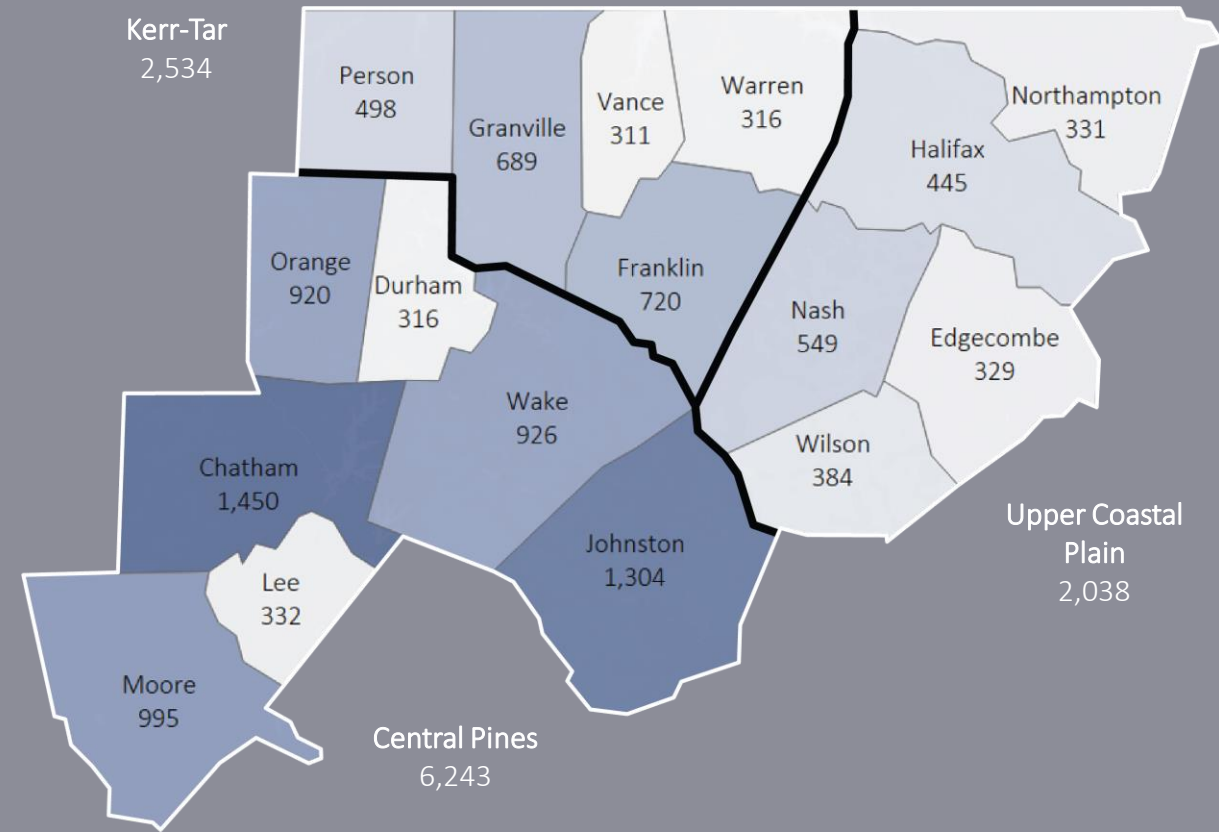 Kerr-Tar
2,534
Person
498
Granville
689
Vance
311
Warren
316
Northampton
331
Halifax
445
Orange
920
Durham
316
Franklin
720
Nash
549
Edgecombe
329
Wake
926
Wilson
384
Chatham
1,450
Upper Coastal
Plain
2,038
Johnston
1,304
Lee
332
Moore
995
Central Pines
6,243